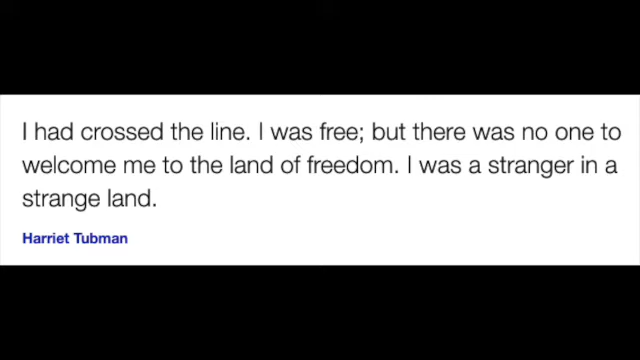 I had crossed the line. I was free; but there was no one to
welcome me to the land of freedom. I was a stranger in a
strange land.
Harriet Tubman